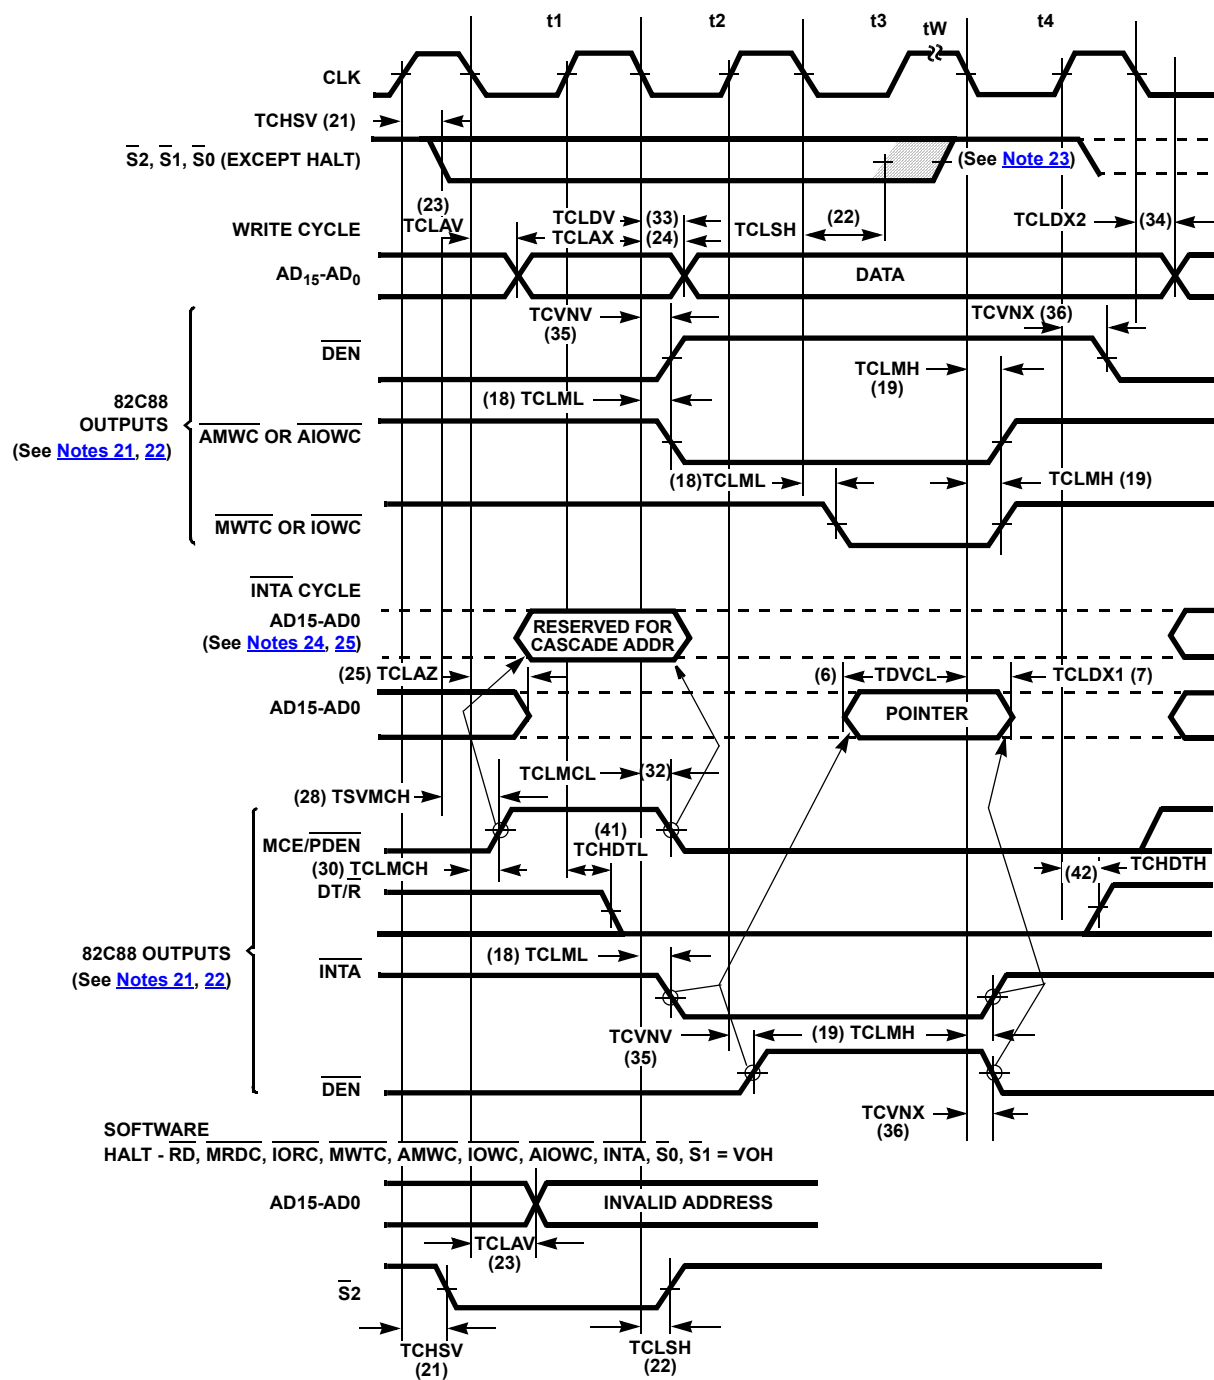 t1
t2
t3
tW
t4
CLK
TCHSV (21)
S2, S1, S0 (EXCEPT HALT)
(See Note 23)
(23)
TCLAV
TCLDV
(33)
TCLAX
(24)
TCLSH
(22)
TCLDX2
(34)
WRITE CYCLE
AD15-AD0
DATA
TCVNV
(35)
TCVNX (36)
DEN
TCLMH
(19)
(18) TCLML
82C88
OUTPUTS
(See Notes 21, 22)
AMWC OR AIOWC
(18)TCLML
TCLMH (19)
MWTC OR IOWC
INTA CYCLE
AD15-AD0
(See Notes 24, 25)
RESERVED FOR
CASCADE ADDR
(25) TCLAZ
(6)
TDVCL
TCLDX1 (7)
AD15-AD0
POINTER
TCLMCL
(32)
(28) TSVMCH
MCE/PDEN
(41)
TCHDTL
(30) TCLMCH
(42)
TCHDTH
DT/R
82C88 OUTPUTS
(See Notes 21, 22)
(18) TCLML
INTA
TCVNV
(35)
(19) TCLMH
DEN
TCVNX
(36)
SOFTWARE
HALT - RD, MRDC, IORC, MWTC, AMWC, IOWC, AIOWC, INTA, S0, S1 = VOH
AD15-AD0
INVALID ADDRESS
TCLAV
(23)
S2
TCHSV
(21)
TCLSH
(22)